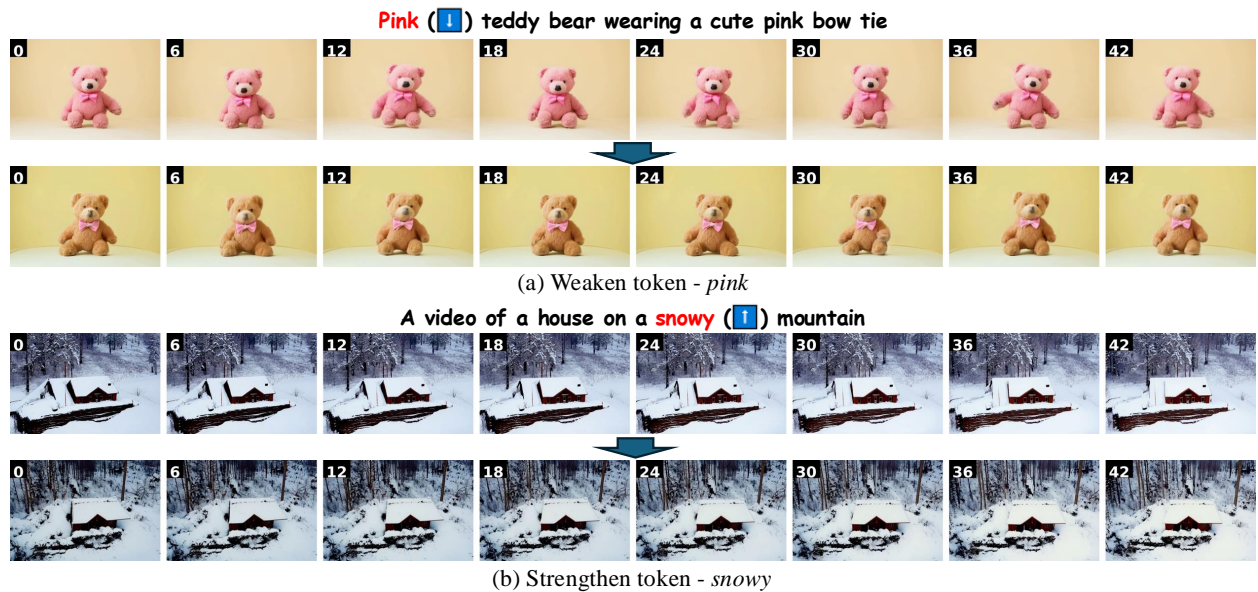 Pink (↓) teddy bear wearing a cute pink bow tie
0 6 12 18 24 30 36 42
0 6 12 18 24 30 36 42
(a) Weaken token - pink
A video of a house on a snowy (↑) mountain
0 6 12 18 24 30 36 42
0 6 12 18 24 30 36 42
(b) Strengthen token - snowy